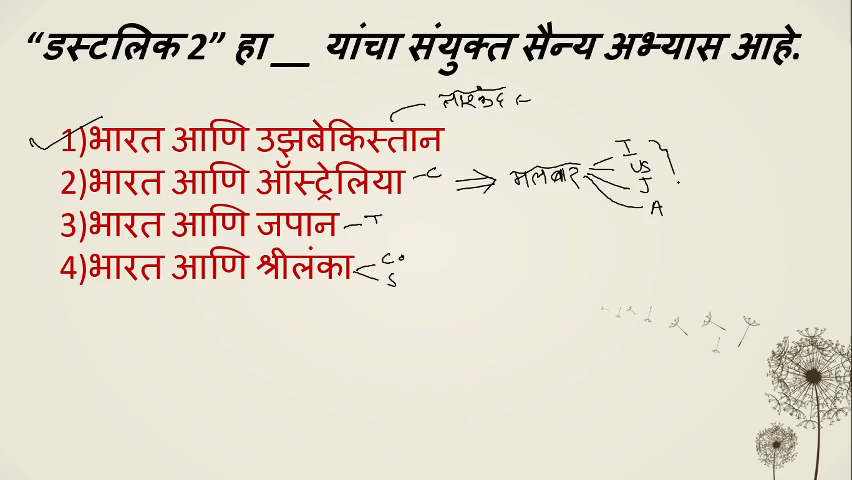 “डस्टलिक 2” हा __ यांचा संयुक्त सैन्य अभ्यास आहे.
ताश्कंद
1)भारत आणि उझबेकिस्तान
2)भारत आणि ऑस्ट्रेलिया - C ⇒ मलबार I US J A
3)भारत आणि जपान - T
4)भारत आणि श्रीलंका C S